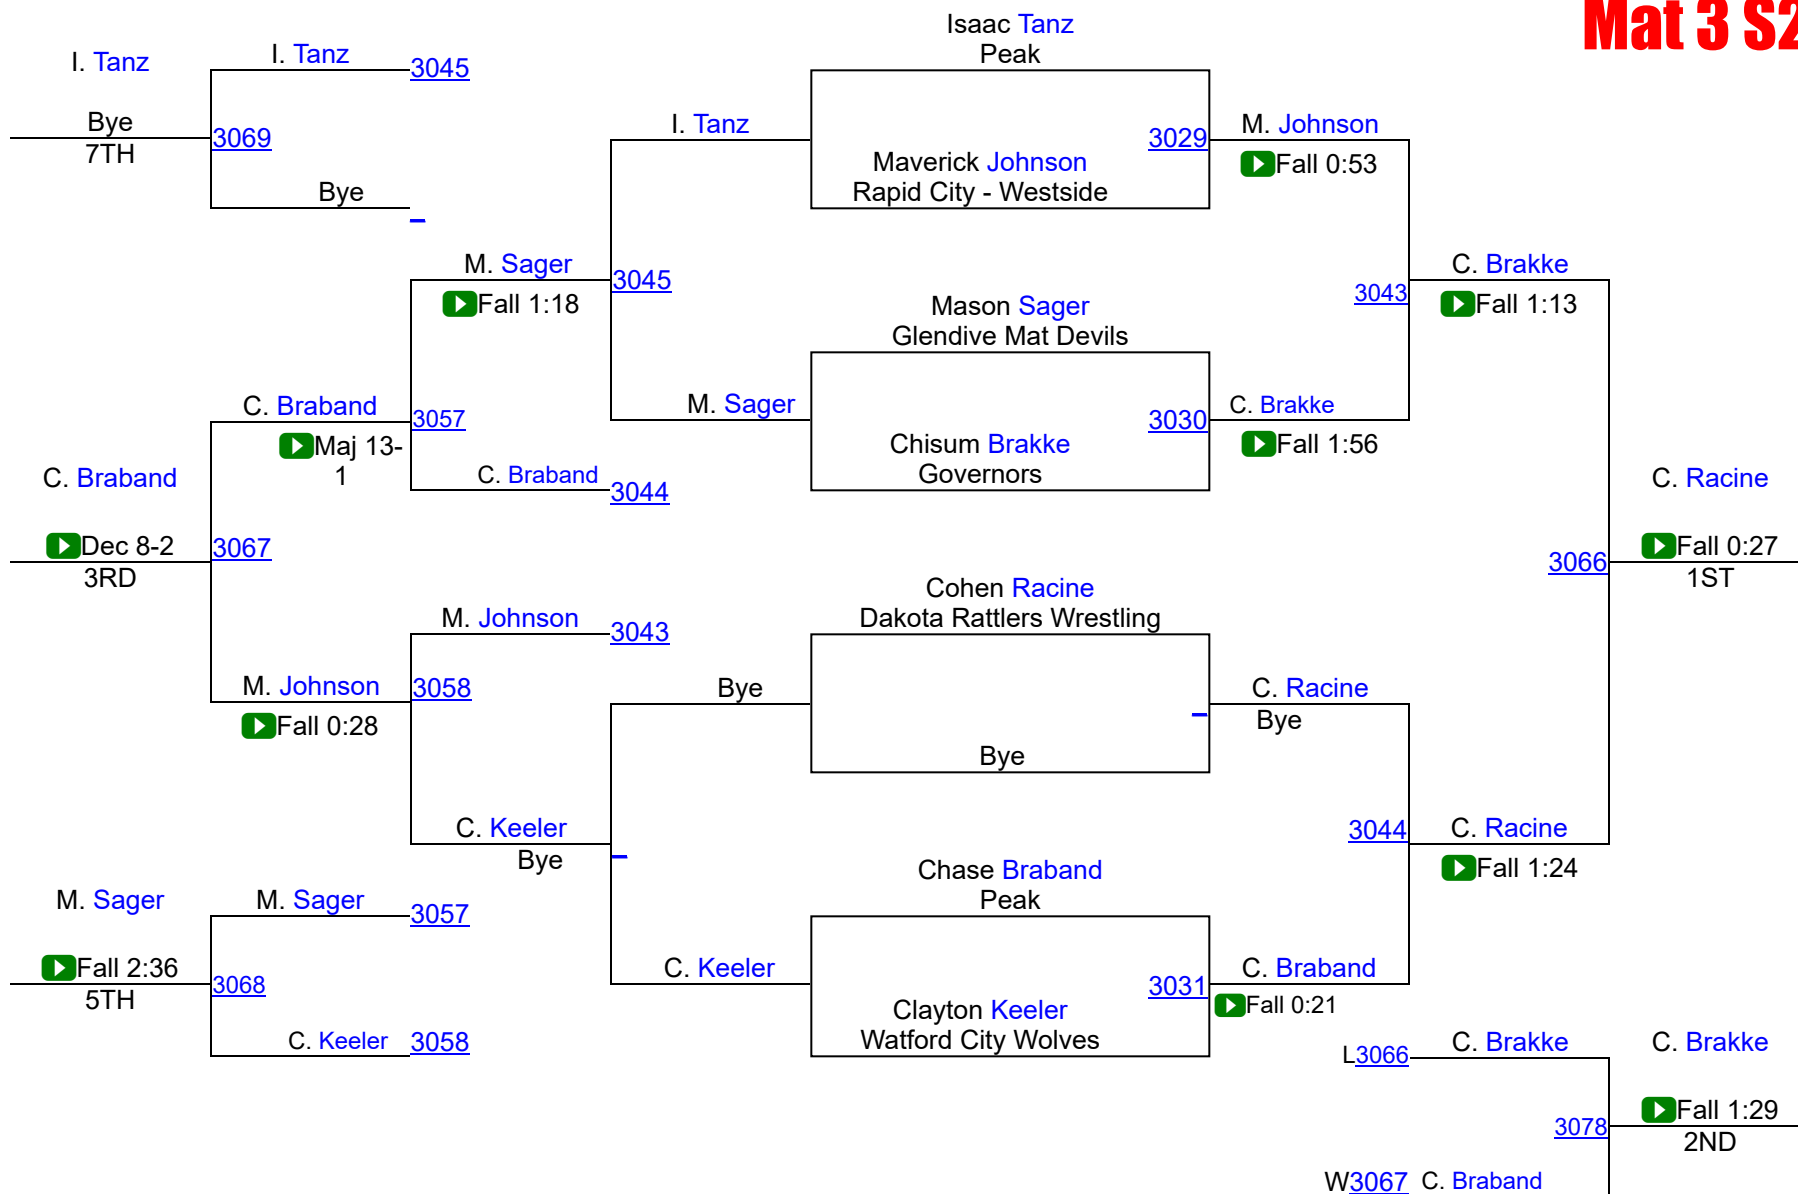 Mat 3 S2
I. Tanz
Bye
7TH
I. Tanz
3045
3069
Bye
M. Sager
Fall 1:18
3057
C. Braband
Maj 13-
1
C. Braband
3044
C. Braband
Dec 8-2
3RD
3067
M. Johnson
Fall 0:28
M. Johnson
3043
3058
C. Keeler
Bye
M. Sager
Fall 2:36
5TH
M. Sager
3057
3068
C. Keeler
3058
I. Tanz
3045
M. Sager
Bye
C. Keeler
Isaac Tanz
Peak
3029
Maverick Johnson
Rapid City - Westside
Mason Sager
Glendive Mat Devils
3030
Chisum Brakke
Governors
Cohen Racine
Dakota Rattlers Wrestling
Bye
Chase Braband
Peak
3031
Clayton Keeler
Watford City Wolves
M. Johnson
Fall 0:53
3043
C. Brakke
Fall 1:56
C. Racine
Bye
3044
C. Braband
Fall 0:21
C. Brakke
Fall 1:13
3066
C. Racine
Fall 1:24
C. Racine
Fall 0:27
1ST
L3066
C. Brakke
3078
W3067
C. Braband
C. Brakke
Fall 1:29
2ND